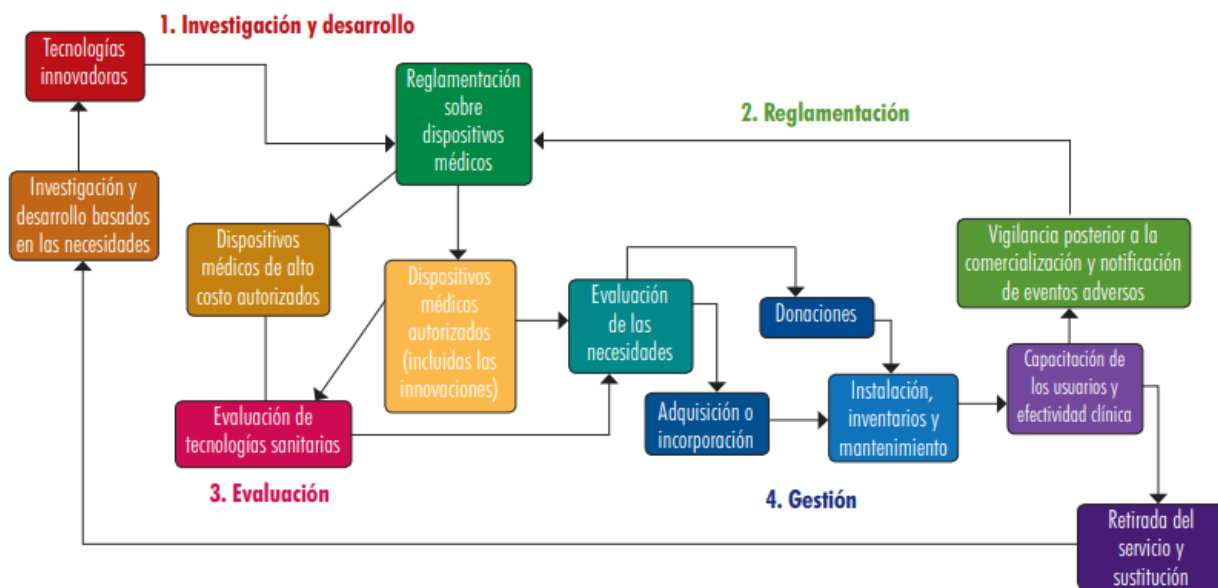 1. Investigación y desarrollo
Tecnologías
innovadoras
Reglamentación
sobre
dispositivos
médicos
2. Reglamentación
Investigación y
desarrollo basados
en las necesidades
Dispositivos
médicos de alto
costo autorizados
Dispositivos
médicos
autorizados
(incluidas las
innovaciones)
Evaluación
de las
necesidades
Donaciones
Vigilancia posterior a la
comercialización y notificación
de eventos adversos
Evaluación de
tecnologías sanitarias
Adquisición o
incorporación
Instalación,
inventarios y
mantenimiento
Capacitación de
los usuarios y
efectividad clínica
3. Evaluación
4. Gestión
Retirada del
servicio y
sustitución